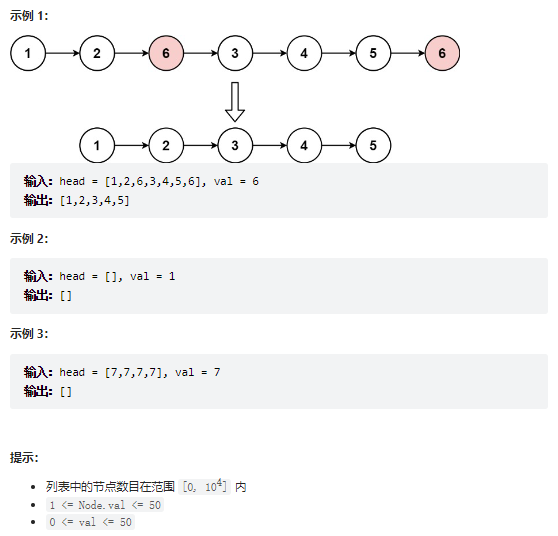 示例 1：
1 2 6 3 4 5 6
1 2 3 4 5
输入：head = [1,2,6,3,4,5,6], val = 6
输出：[1,2,3,4,5]
示例 2：
输入：head = [], val = 1
输出：[]
示例 3：
输入：head = [7,7,7,7], val = 7
输出：[]
提示：
列表中的节点数目在范围 [0, 10⁴] 内
1 <= Node.val <= 50
0 <= val <= 50